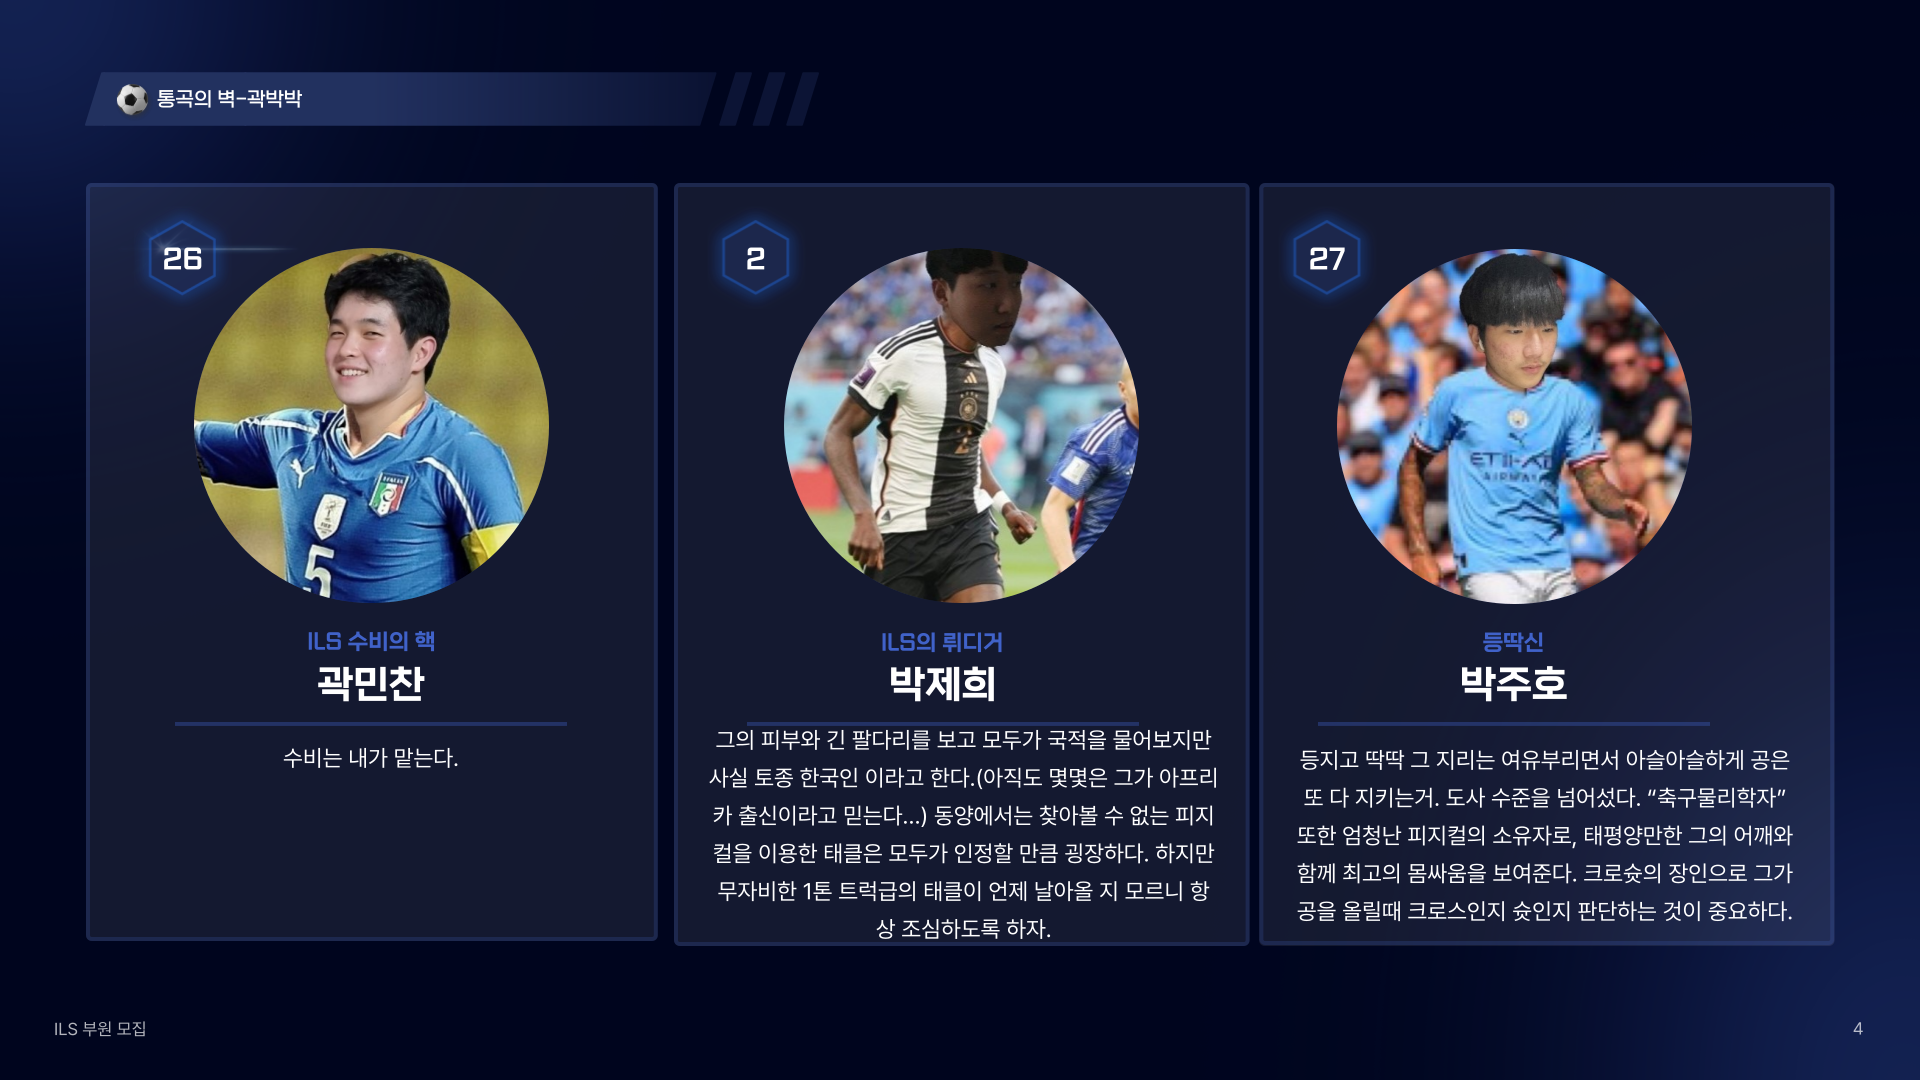 통곡의 벽-곽박박
26
5
ILS 수비의 핵
곽민찬
수비는 내가 맡는다.
2
ILS의 뤼디거
박제희
그의 피부와 긴 팔다리를 보고 모두가 국적을 물어보지만
사실 토종 한국인 이라고 한다.(아직도 몇몇은 그가 아프리
카 출신이라고 믿는다...) 동양에서는 찾아볼 수 없는 피지
컬을 이용한 태클은 모두가 인정할 만큼 굉장하다. 하지만
무자비한 1톤 트럭급의 태클이 언제 날아올 지 모르니 항
상 조심하도록 하자.
27
ETIHAD
AIRWAYS
등딱신
박주호
등지고 딱딱 그 지리는 여유부리면서 아슬아슬하게 공은
또 다 지키는거. 도사 수준을 넘어섰다. “축구물리학자”
또한 엄청난 피지컬의 소유자로, 태평양만한 그의 어깨와
함께 최고의 몸싸움을 보여준다. 크로슛의 장인으로 그가
공을 올릴때 크로스인지 슛인지 판단하는 것이 중요하다.
ILS 부원 모집
4